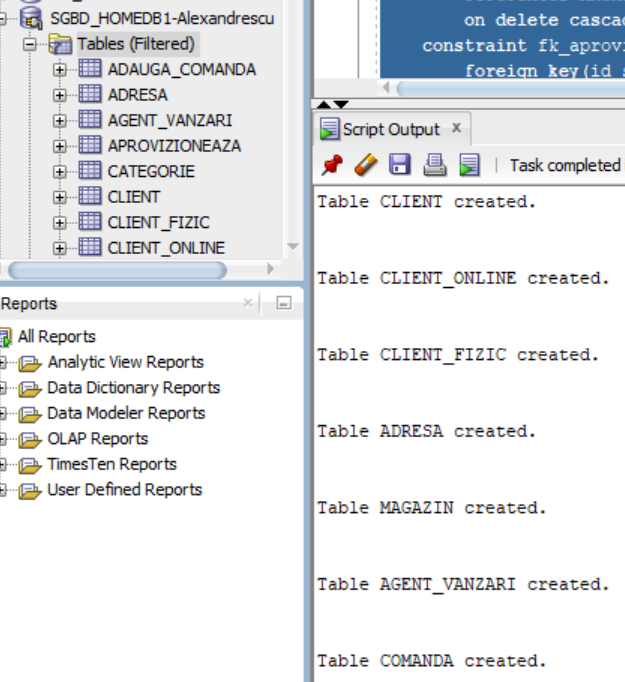 SGBD_HOMEDB1-Alexandrescu
Tables (Filtered)
ADAUGA_COMANDA
ADRESA
AGENT_VANZARI
APROVIZIONEAZA
CATEGORIE
CLIENT
CLIENT_FIZIC
CLIENT_ONLINE
Reports
All Reports
Analytic View Reports
Data Dictionary Reports
Data Modeler Reports
OLAP Reports
TimesTen Reports
User Defined Reports
on delete cascad
constraint fk_aprovi
foreign key(id
Script Output x
Task completed
Table CLIENT created.
Table CLIENT_ONLINE created.
Table CLIENT_FIZIC created.
Table ADRESA created.
Table MAGAZIN created.
Table AGENT_VANZARI created.
Table COMANDA created.